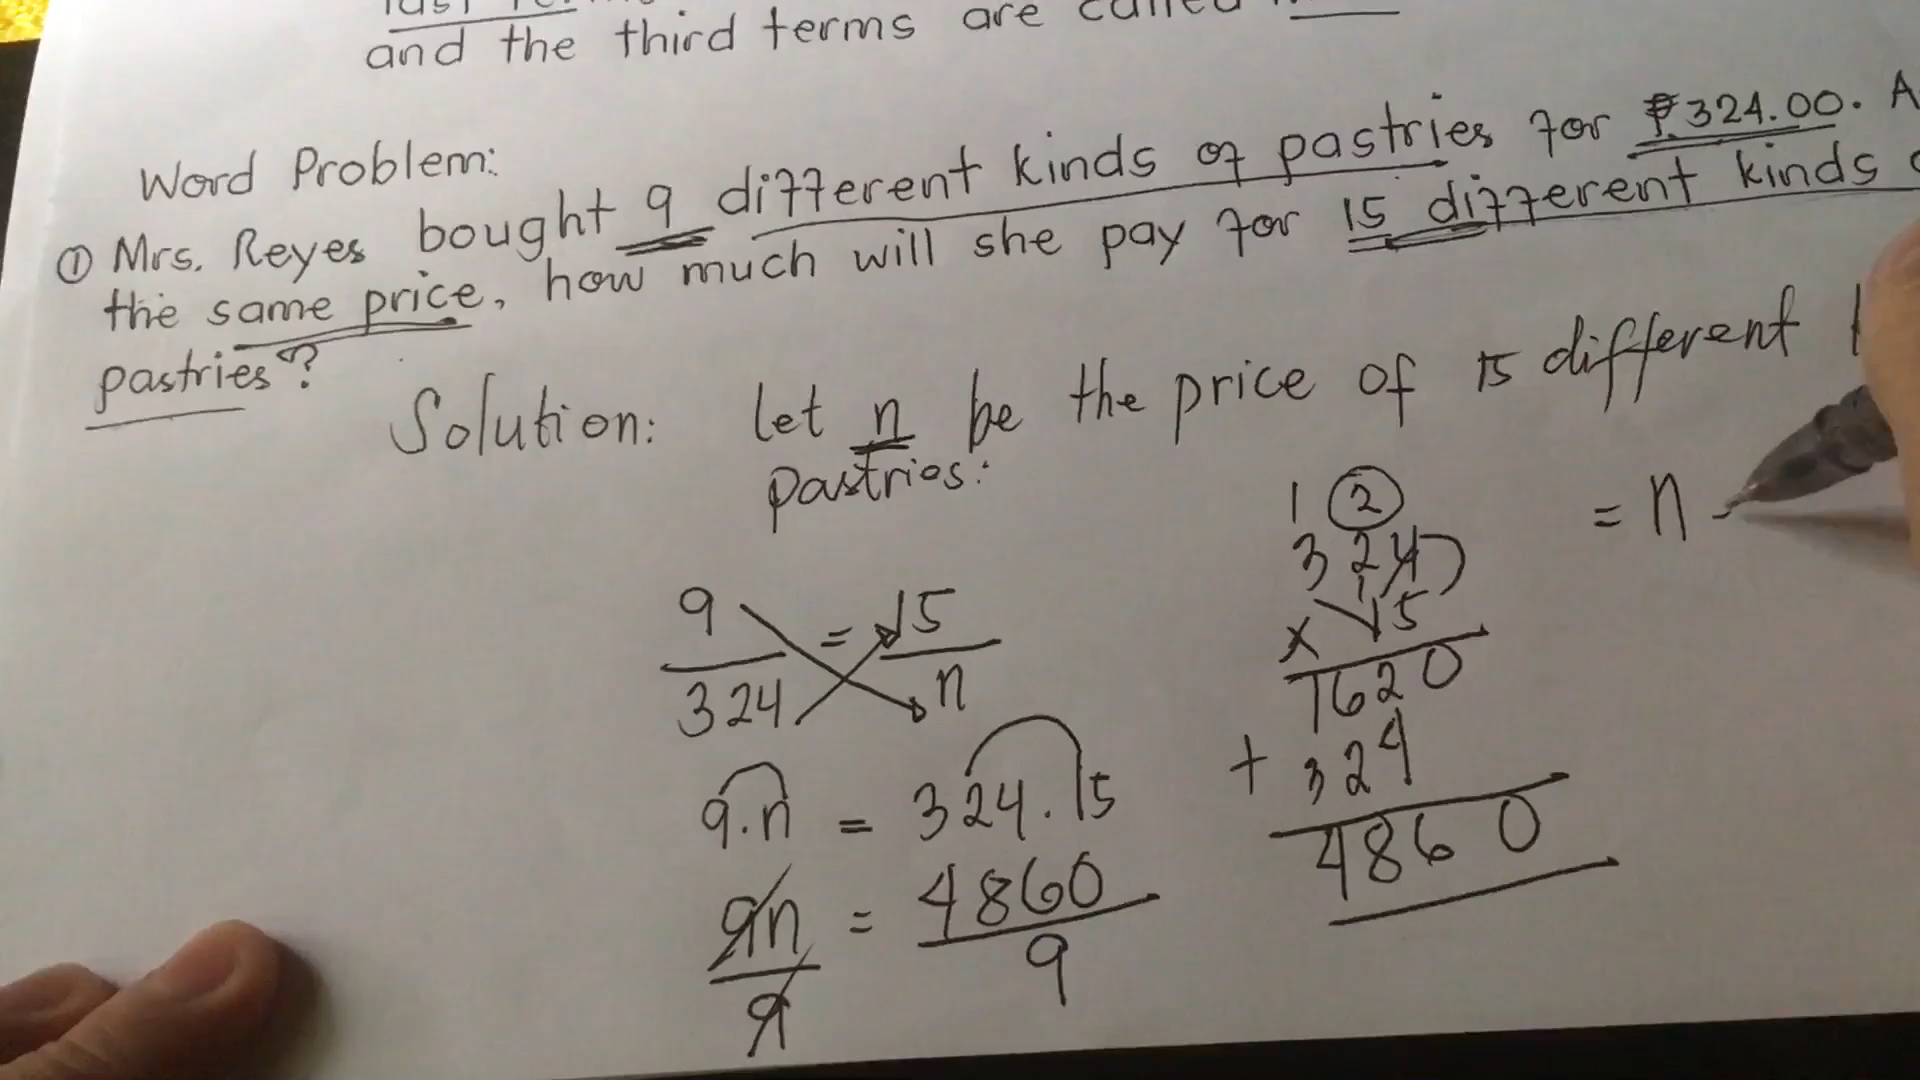 and the third terms are called
Word Problem:
① Mrs. Reyes bought 9 different kinds of pastries for ₱324.00. A
the same price, how much will she pay for 15 different kinds
pastries?
Solution: Let n be the price of 15 different
pastries:
9/324 = 15/n
9.n = 324.15
9n/9 = 4860/9
1 2
324
x 15
1620
+ 324
4860
= n